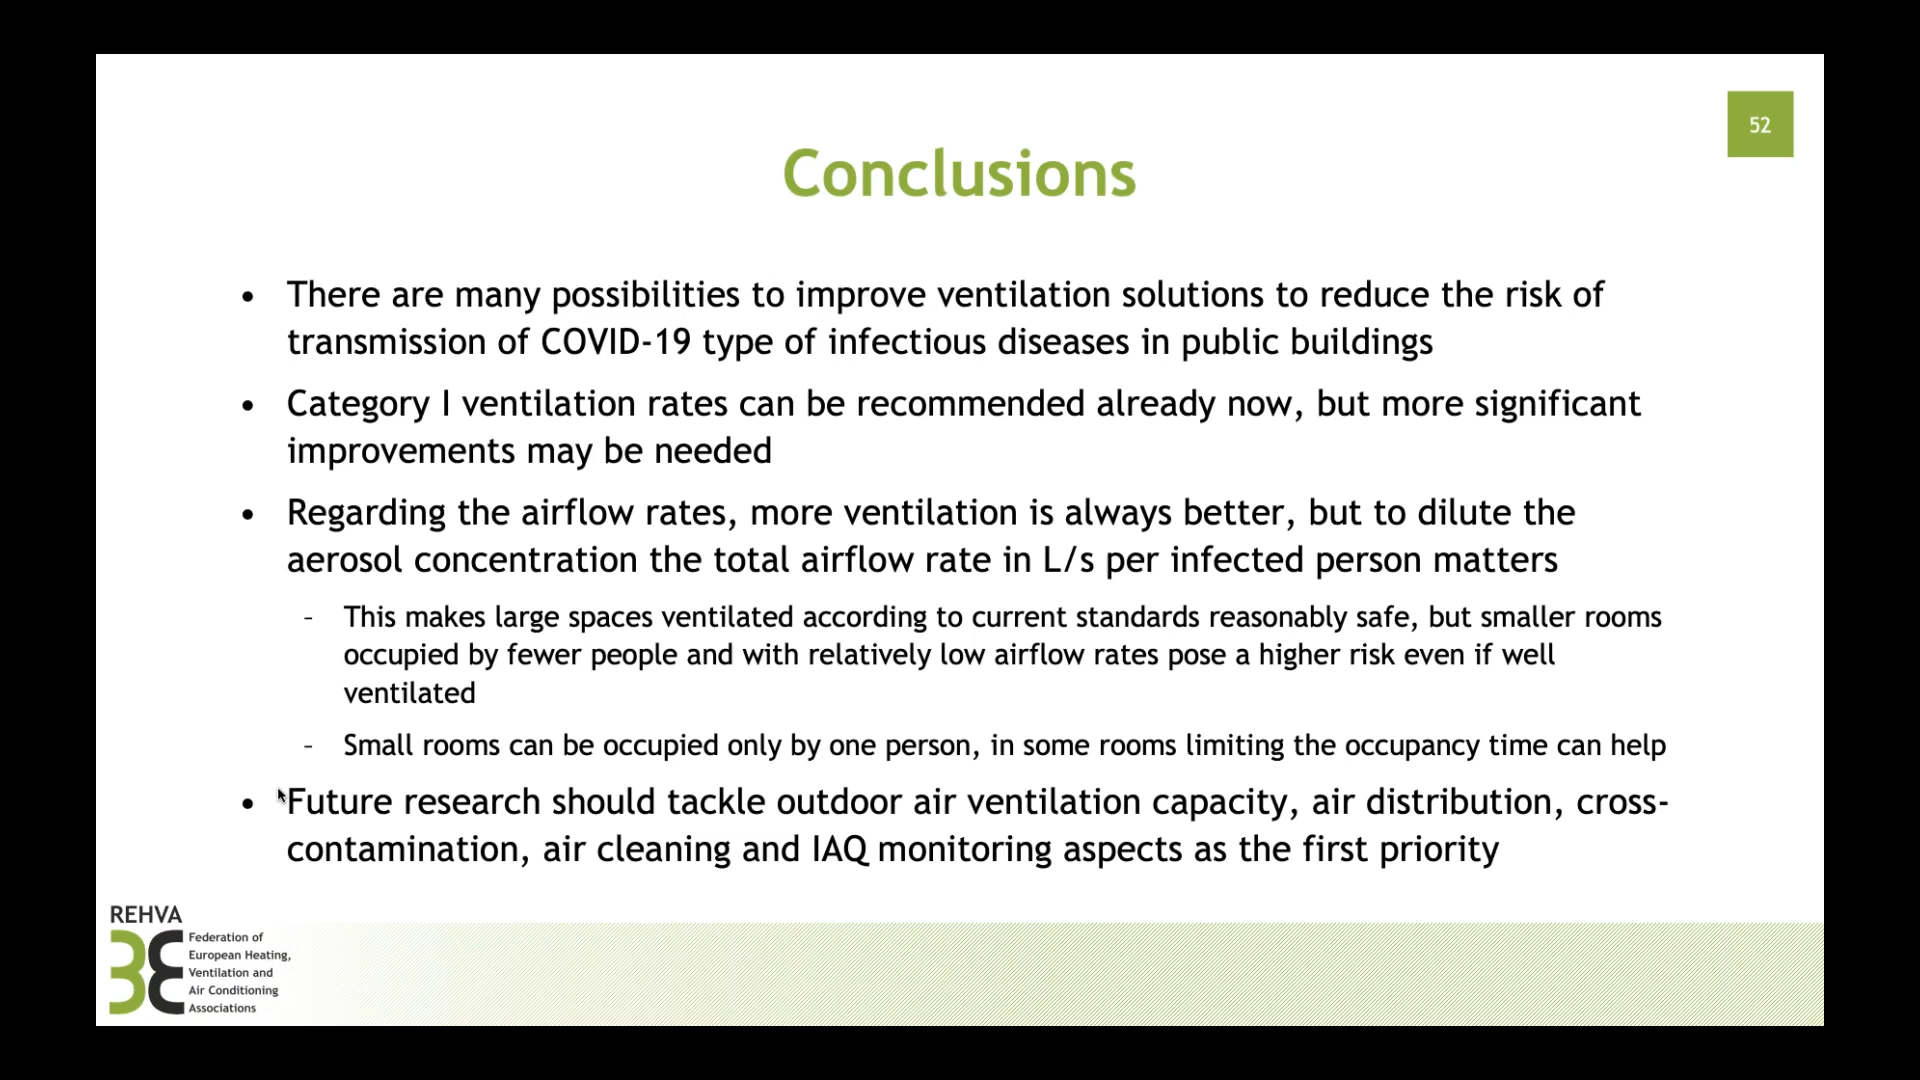 52
Conclusions
• There are many possibilities to improve ventilation solutions to reduce the risk of
transmission of COVID-19 type of infectious diseases in public buildings
• Category I ventilation rates can be recommended already now, but more significant
improvements may be needed
• Regarding the airflow rates, more ventilation is always better, but to dilute the
aerosol concentration the total airflow rate in L/s per infected person matters
– This makes large spaces ventilated according to current standards reasonably safe, but smaller rooms
occupied by fewer people and with relatively low airflow rates pose a higher risk even if well
ventilated
– Small rooms can be occupied only by one person, in some rooms limiting the occupancy time can help
• Future research should tackle outdoor air ventilation capacity, air distribution, cross-
contamination, air cleaning and IAQ monitoring aspects as the first priority
REHVA
Federation of
European Heating,
Ventilation and
Air Conditioning
Associations